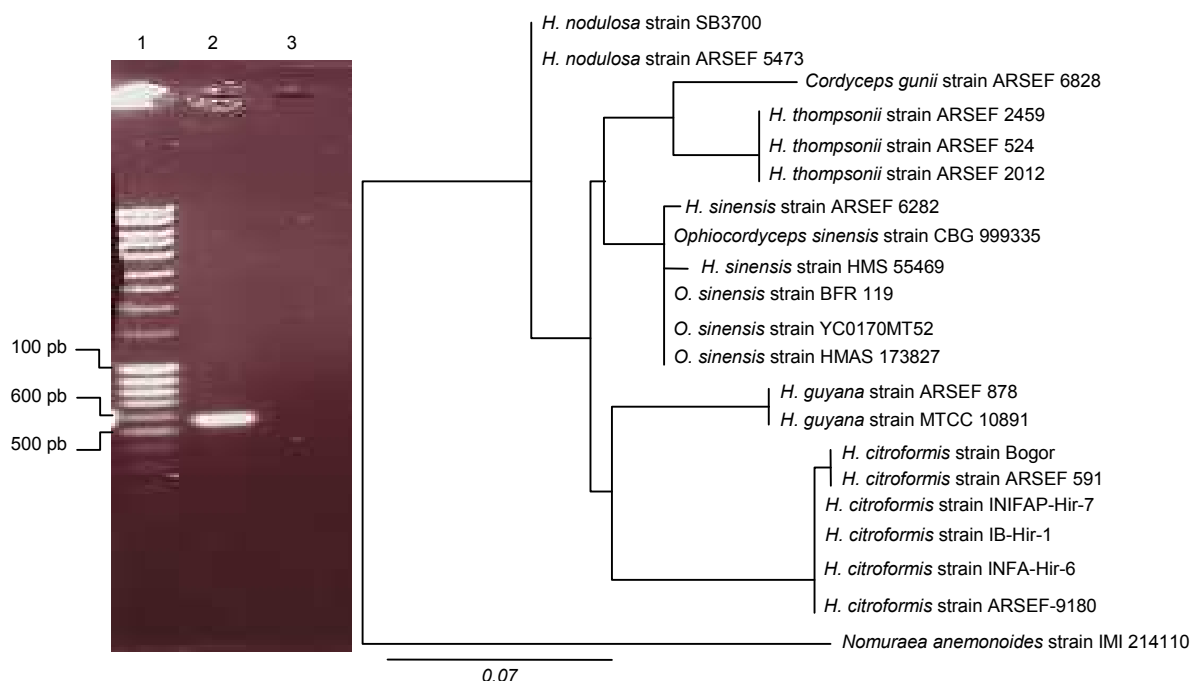 1 2 3
100 pb
600 pb
500 pb
H. nodulosa strain SB3700
H. nodulosa strain ARSEF 5473
Cordyceps gunii strain ARSEF 6828
H. thompsonii strain ARSEF 2459
H. thompsonii strain ARSEF 524
H. thompsonii strain ARSEF 2012
H. sinensis strain ARSEF 6282
Ophiocordyceps sinensis strain CBG 999335
H. sinensis strain HMS 55469
O. sinensis strain BFR 119
O. sinensis strain YC0170MT52
O. sinensis strain HMAS 173827
H. guyana strain ARSEF 878
H. guyana strain MTCC 10891
H. citroformis strain Bogor
H. citroformis strain ARSEF 591
H. citroformis strain INIFAP-Hir-7
H. citroformis strain IB-Hir-1
H. citroformis strain INFA-Hir-6
H. citroformis strain ARSEF-9180
Nomuraea anemonoides strain IMI 214110
0.07